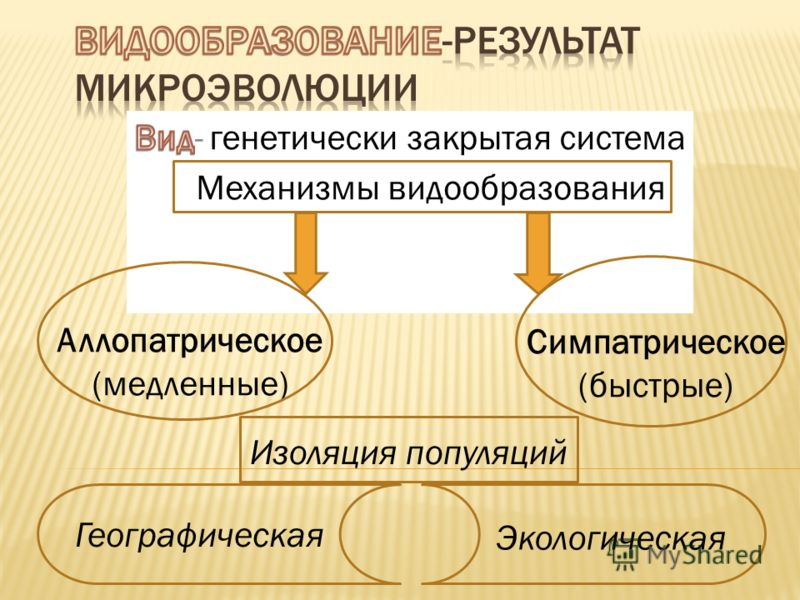 ВИДООБРАЗОВАНИЕ-РЕЗУЛЬТАТ
МИКРОЭВОЛЮЦИИ
Вид- генетически закрытая система
Механизмы видообразования
Аллопатрическое
(медленные)
Симпатрическое
(быстрые)
Изоляция популяций
Географическая
Экологическая
MyShared